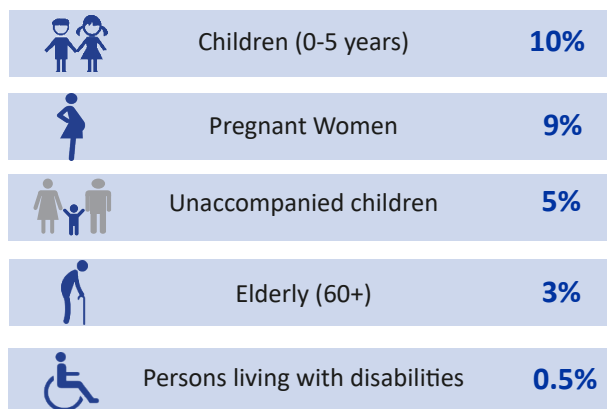 Children (0-5 years) 10%
Pregnant Women 9%
Unaccompanied children 5%
Elderly (60+) 3%
Persons living with disabilities 0.5%